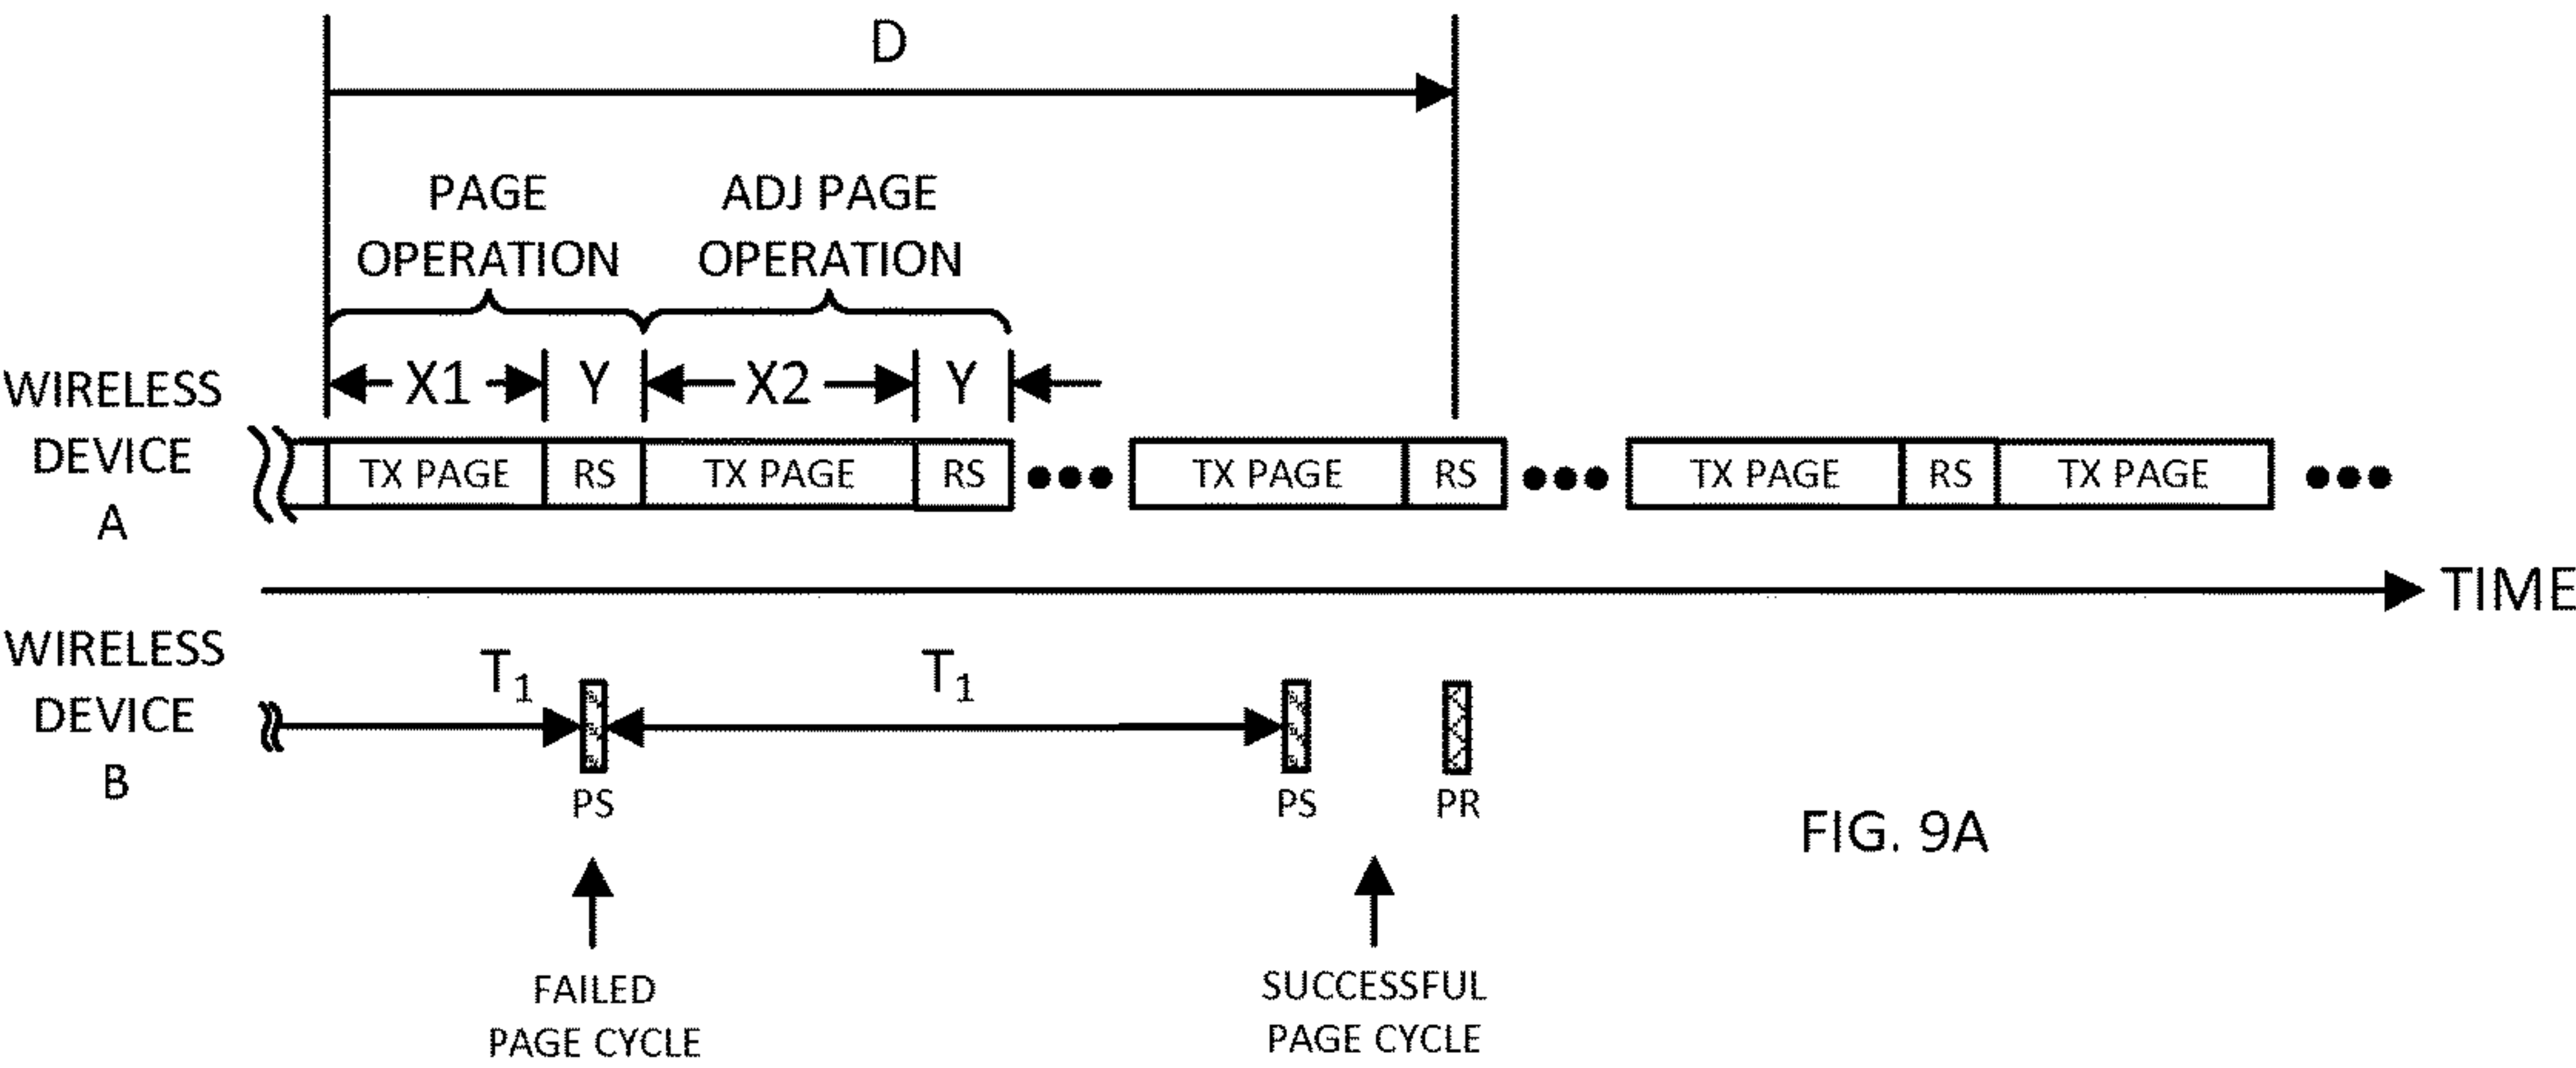 D
PAGE
OPERATION
ADJ PAGE
OPERATION
X1
Y
X2
Y
WIRELESS
DEVICE
A
TX PAGE
RS
TX PAGE
RS
TX PAGE
RS
TX PAGE
RS
TX PAGE
TIME
WIRELESS
DEVICE
B
T1
T1
PS
PS
PR
FAILED
PAGE CYCLE
SUCCESSFUL
PAGE CYCLE
FIG. 9A